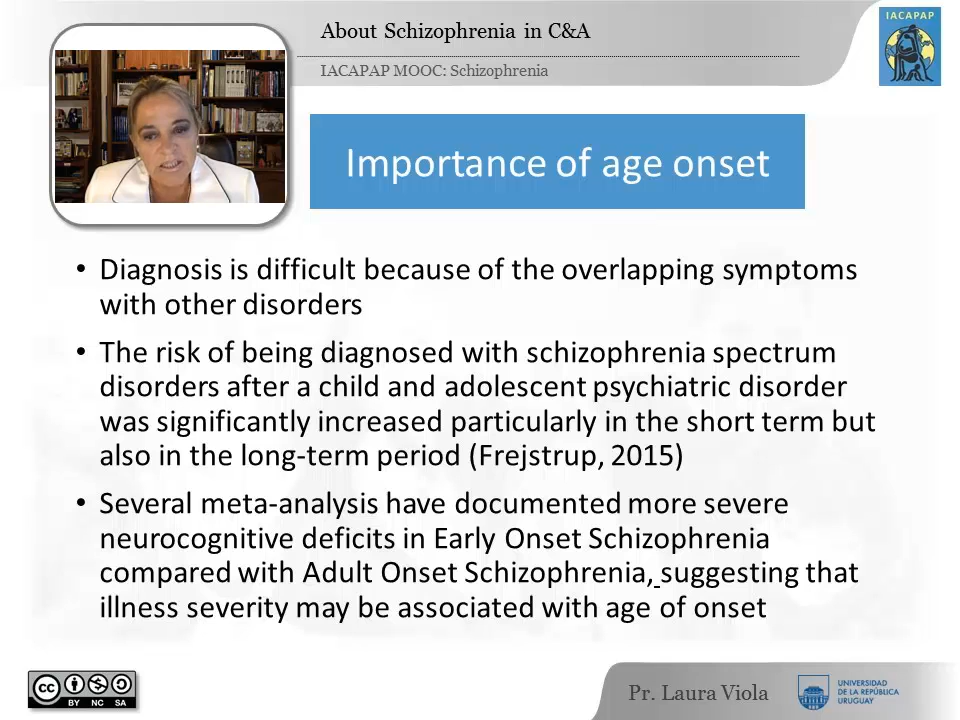 About Schizophrenia in C&A
IACAPAP MOOC: Schizophrenia
IACAPAP
Importance of age onset
• Diagnosis is difficult because of the overlapping symptoms
with other disorders
• The risk of being diagnosed with schizophrenia spectrum
disorders after a child and adolescent psychiatric disorder
was significantly increased particularly in the short term but
also in the long-term period (Frejstrup, 2015)
• Several meta-analysis have documented more severe
neurocognitive deficits in Early Onset Schizophrenia
compared with Adult Onset Schizophrenia, suggesting that
illness severity may be associated with age of onset
cc
BY NC SA
Pr. Laura Viola
UNIVERSIDAD
DE LA REPÚBLICA
URUGUAY